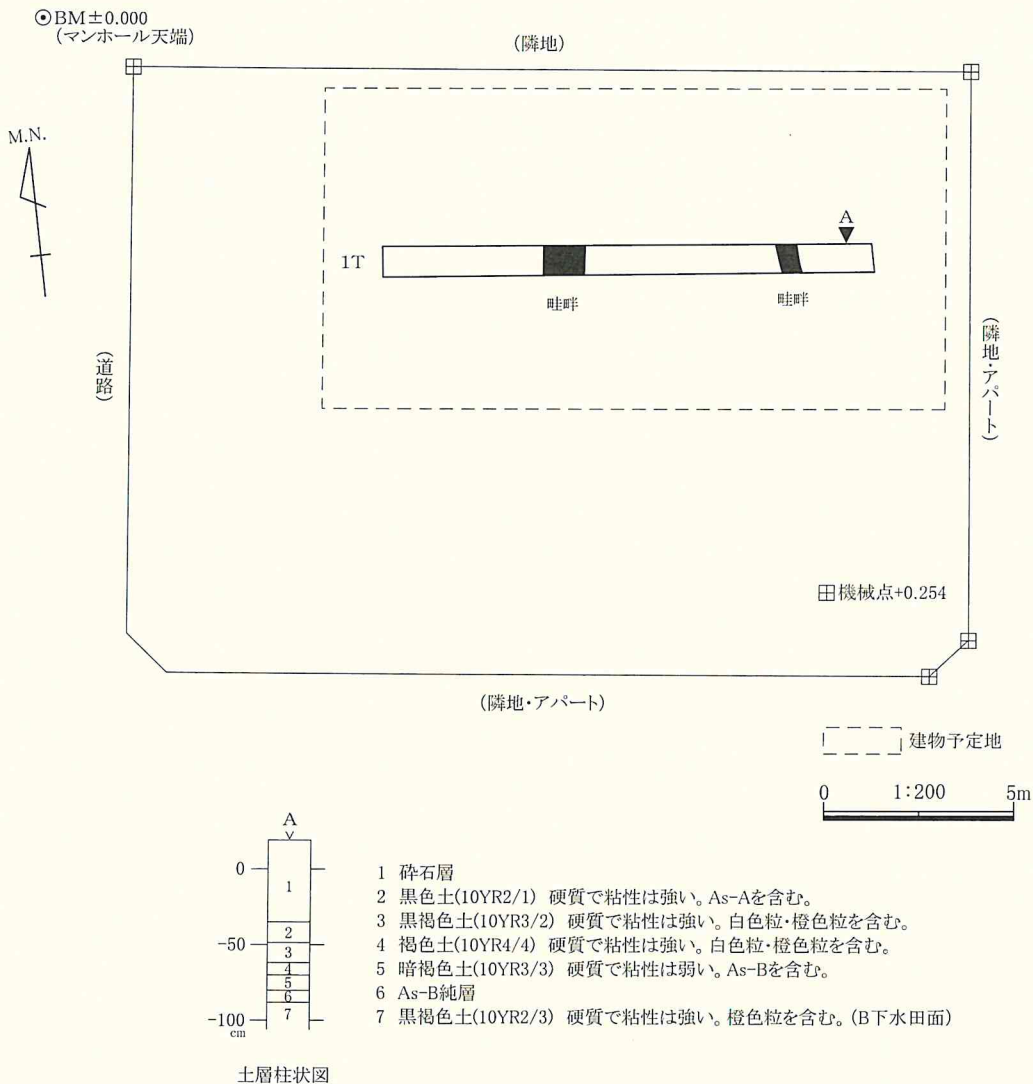 BM±0.000
(マンホール天端)
(隣地)
M.N.
A
1T
畦畔
畦畔
(道路)
(隣地・アパート)
機械点+0.254
(隣地・アパート)
建物予定地
0 1:200 5m
A
0
-50
-100
cm
1
2
3
4
5
6
7
1 砕石層
2 黒色土(10YR2/1) 硬質で粘性は強い。As-Aを含む。
3 黒褐色土(10YR3/2) 硬質で粘性は強い。白色粒・橙色粒を含む。
4 褐色土(10YR4/4) 硬質で粘性は強い。白色粒・橙色粒を含む。
5 暗褐色土(10YR3/3) 硬質で粘性は弱い。As-Bを含む。
6 As-B純層
7 黒褐色土(10YR2/3) 硬質で粘性は強い。橙色粒を含む。(B下水田面)
土層柱状図